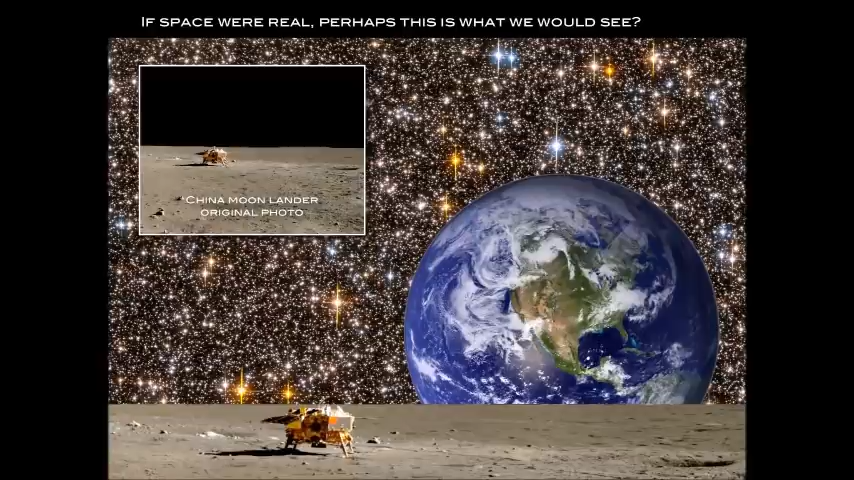 If space were real, perhaps this is what we would see?
*China moon lander
original photo